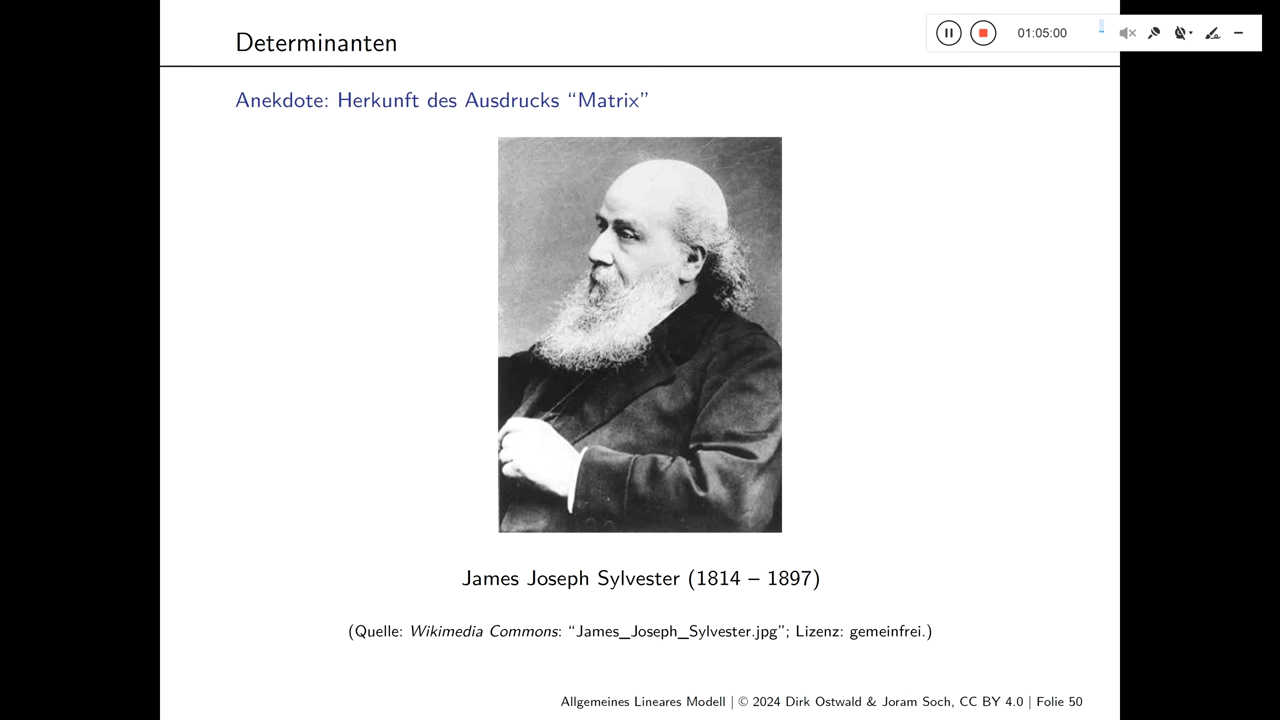 Determinanten
01:05:00
Anekdote: Herkunft des Ausdrucks “Matrix”
James Joseph Sylvester (1814 – 1897)
(Quelle: Wikimedia Commons: “James_Joseph_Sylvester.jpg”; Lizenz: gemeinfrei.)
Allgemeines Lineares Modell | © 2024 Dirk Ostwald & Joram Soch, CC BY 4.0 | Folie 50